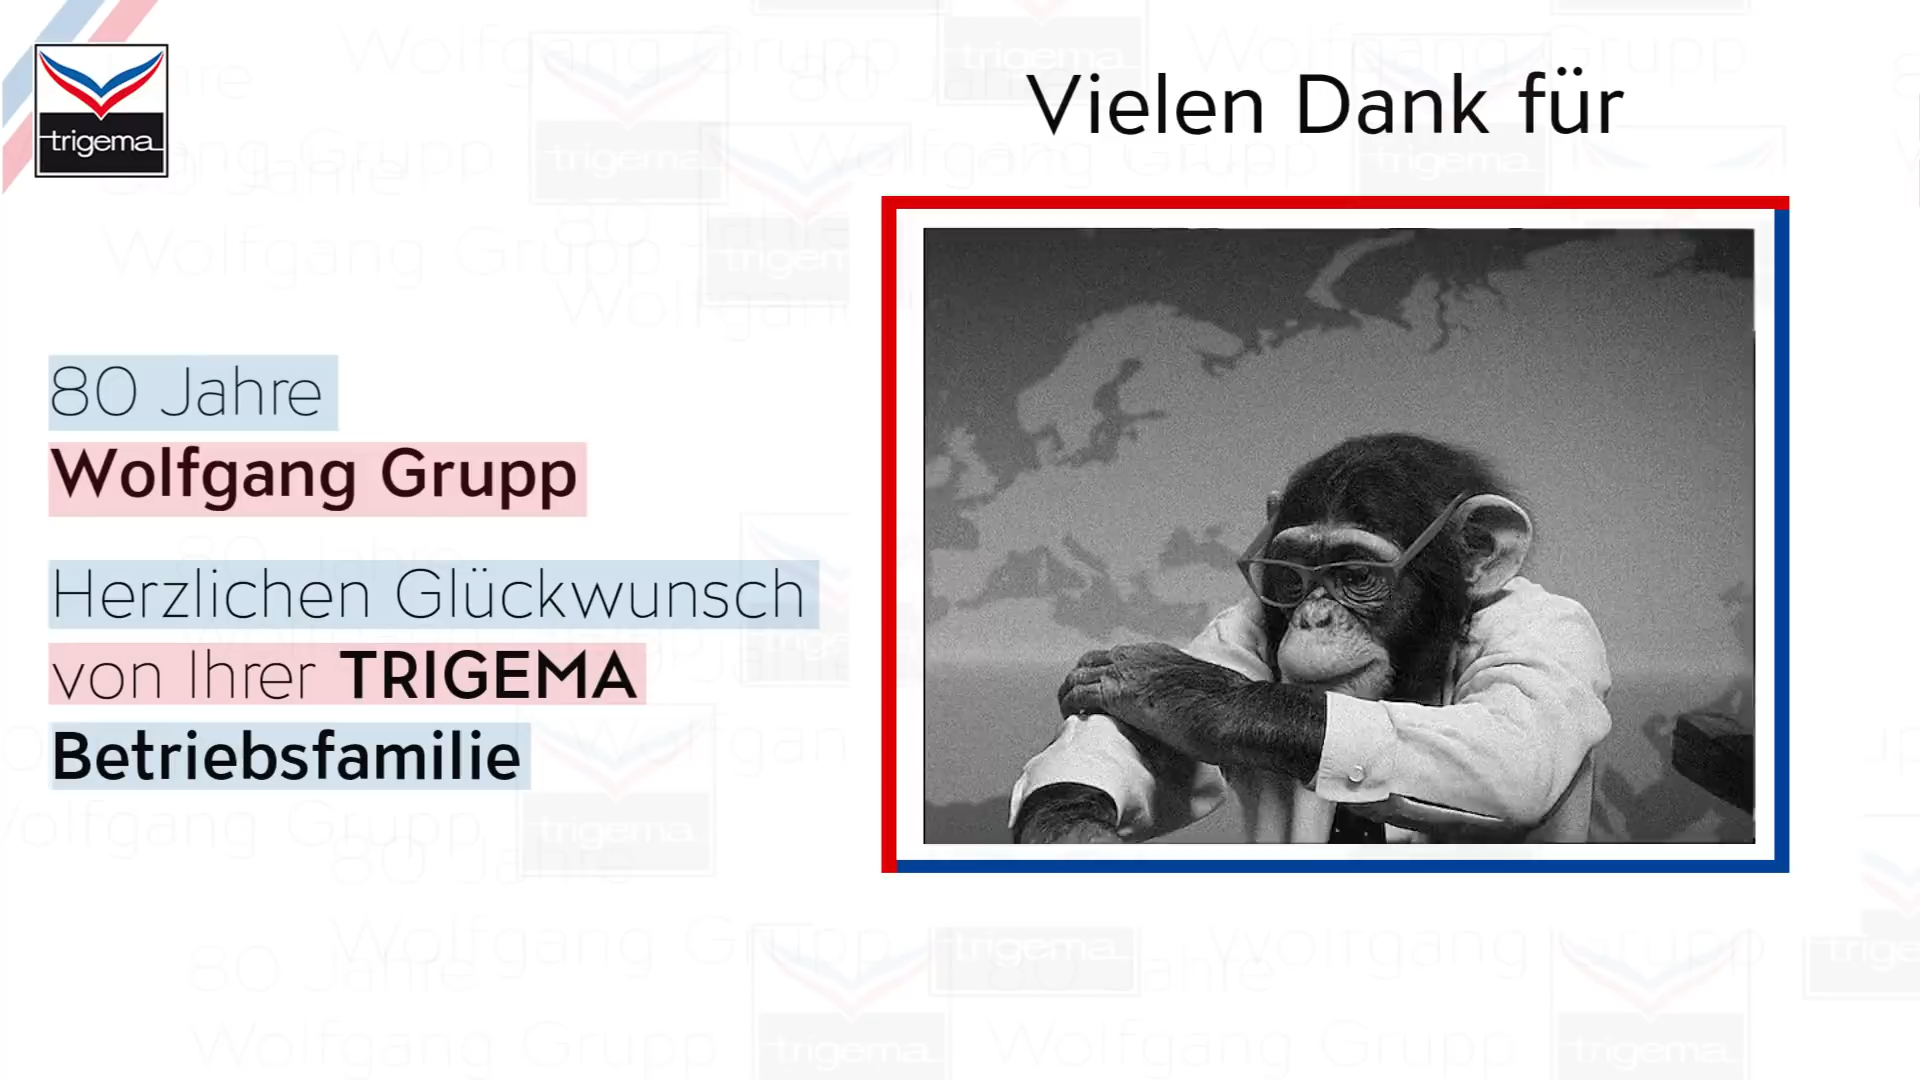 trigema
Vielen Dank für
80 Jahre
Wolfgang Grupp
Herzlichen Glückwunsch
von Ihrer TRIGEMA
Betriebsfamilie